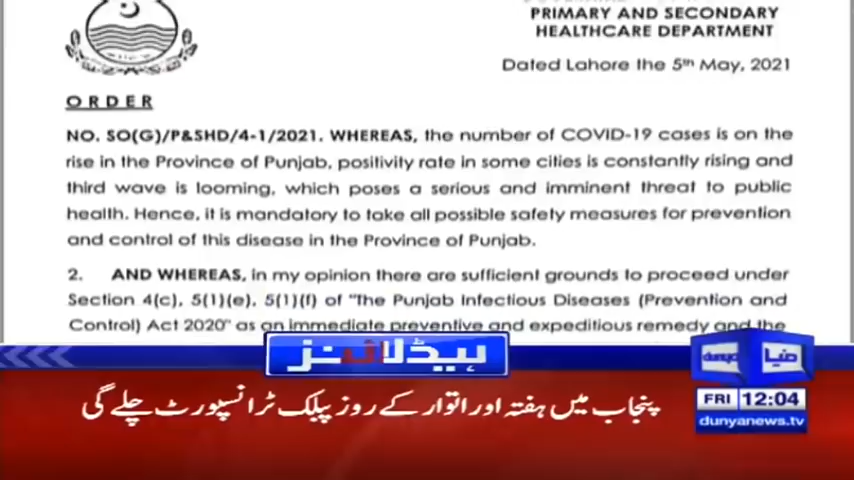 PRIMARY AND SECONDARY
HEALTHCARE DEPARTMENT
Dated Lahore the 5th May, 2021
ORDER
NO. SO(G)/P&SHD/4-1/2021. WHEREAS, the number of COVID-19 cases is on the
rise in the Province of Punjab, positivity rate in some cities is constantly rising and
third wave is looming, which poses a serious and imminent threat to public
health. Hence, it is mandatory to take all possible safety measures for prevention
and control of this disease in the Province of Punjab.
2. AND WHEREAS, in my opinion there are sufficient grounds to proceed under
Section 4(c), 5(1)(e), 5(1)(f) of "The Punjab Infectious Diseases (Prevention and
Control) Act 2020" as an immediate preventive and expeditious remedy and the
ہیڈلائنز
dunya دنیا
پنجاب میں ہفتہ اور اتوار کے روز پبلک ٹرانسپورٹ چلے گی
FRI 12:04
dunyanews.tv